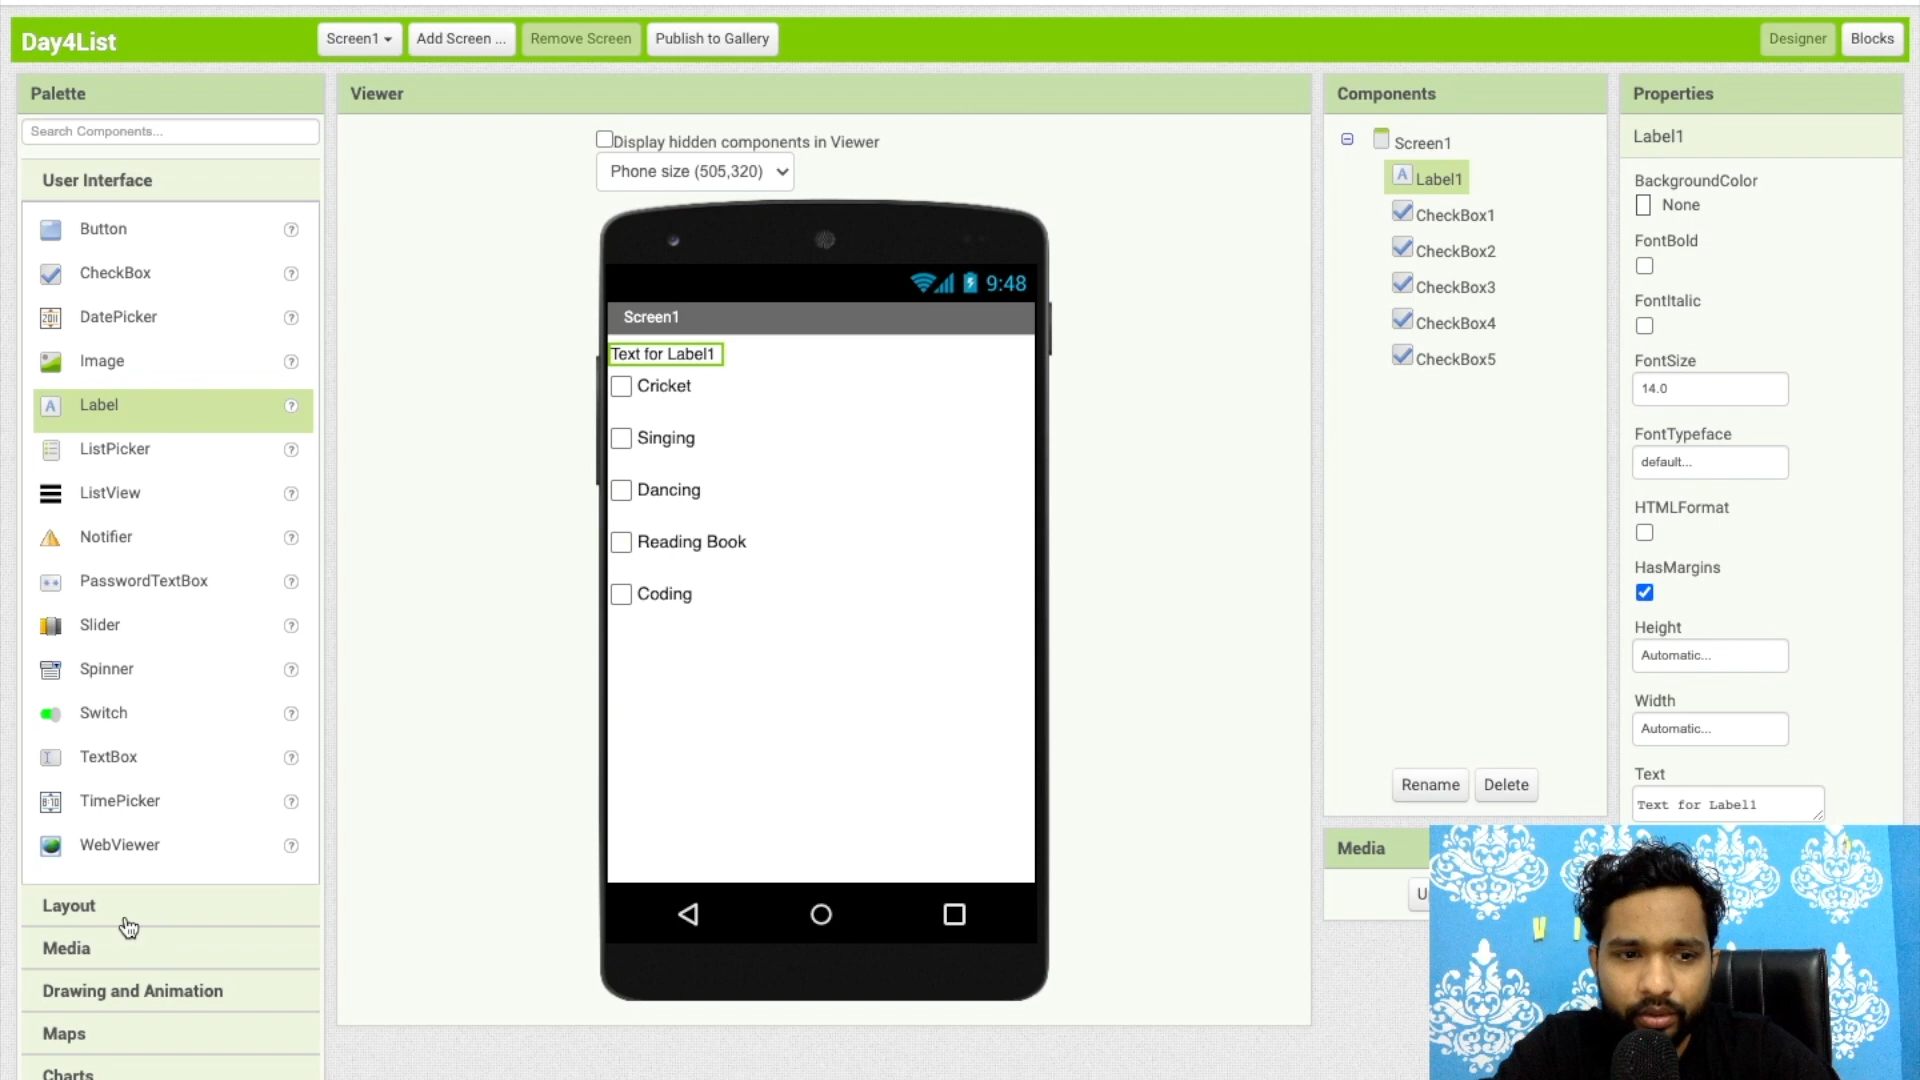 Day4List
Screen1
Add Screen ...
Remove Screen
Publish to Gallery
Designer
Blocks
Palette
Search Components...
User Interface
Button
CheckBox
DatePicker
Image
Label
ListPicker
ListView
Notifier
PasswordTextBox
Slider
Spinner
Switch
TextBox
TimePicker
WebViewer
Layout
Media
Drawing and Animation
Maps
Charts
Viewer
Display hidden components in Viewer
Phone size (505,320)
9:48
Screen1
Text for Label1
Cricket
Singing
Dancing
Reading Book
Coding
Components
Screen1
Label1
CheckBox1
CheckBox2
CheckBox3
CheckBox4
CheckBox5
Rename
Delete
Media
Properties
Label1
BackgroundColor
None
FontBold
FontItalic
FontSize
14.0
FontTypeface
default...
HTMLFormat
HasMargins
Height
Automatic...
Width
Automatic...
Text
Text for Label1